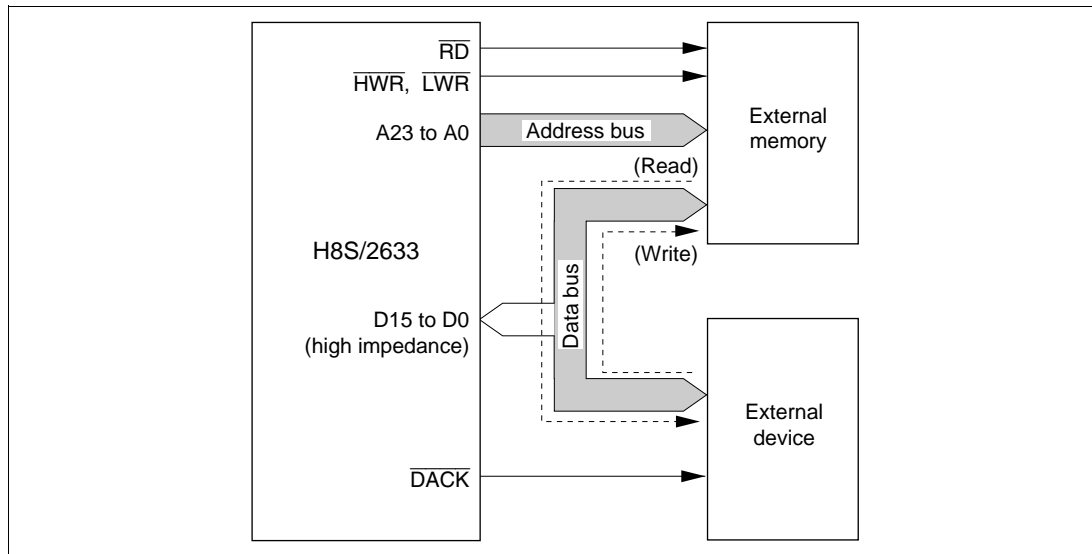 RD
HWR, LWR
A23 to A0
Address bus
External
memory
(Read)
(Write)
H8S/2633
Data bus
D15 to D0
(high impedance)
External
device
DACK